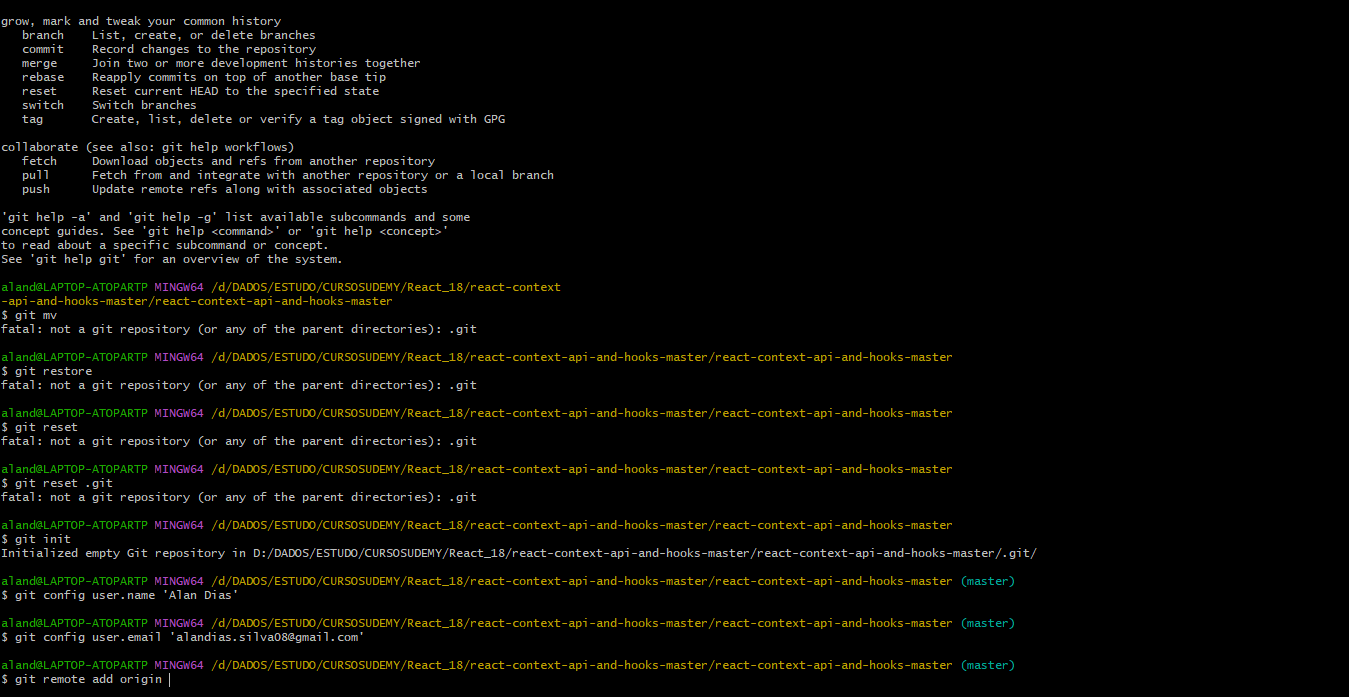 grow, mark and tweak your common history
   branch    List, create, or delete branches
   commit    Record changes to the repository
   merge     Join two or more development histories together
   rebase    Reapply commits on top of another base tip
   reset     Reset current HEAD to the specified state
   switch    Switch branches
   tag       Create, list, delete or verify a tag object signed with GPG

collaborate (see also: git help workflows)
   fetch     Download objects and refs from another repository
   pull      Fetch from and integrate with another repository or a local branch
   push      Update remote refs along with associated objects

'git help -a' and 'git help -g' list available subcommands and some
concept guides. See 'git help <command>' or 'git help <concept>'
to read about a specific subcommand or concept.
See 'git help git' for an overview of the system.

aland@LAPTOP-ATOPARTP MINGW64 /d/DADOS/ESTUDO/CURSOSUDEMY/React_18/react-context
-api-and-hooks-master/react-context-api-and-hooks-master
$ git mv
fatal: not a git repository (or any of the parent directories): .git

aland@LAPTOP-ATOPARTP MINGW64 /d/DADOS/ESTUDO/CURSOSUDEMY/React_18/react-context-api-and-hooks-master/react-context-api-and-hooks-master
$ git restore
fatal: not a git repository (or any of the parent directories): .git

aland@LAPTOP-ATOPARTP MINGW64 /d/DADOS/ESTUDO/CURSOSUDEMY/React_18/react-context-api-and-hooks-master/react-context-api-and-hooks-master
$ git reset
fatal: not a git repository (or any of the parent directories): .git

aland@LAPTOP-ATOPARTP MINGW64 /d/DADOS/ESTUDO/CURSOSUDEMY/React_18/react-context-api-and-hooks-master/react-context-api-and-hooks-master
$ git reset .git
fatal: not a git repository (or any of the parent directories): .git

aland@LAPTOP-ATOPARTP MINGW64 /d/DADOS/ESTUDO/CURSOSUDEMY/React_18/react-context-api-and-hooks-master/react-context-api-and-hooks-master
$ git init
Initialized empty Git repository in D:/DADOS/ESTUDO/CURSOSUDEMY/React_18/react-context-api-and-hooks-master/react-context-api-and-hooks-master/.git/

aland@LAPTOP-ATOPARTP MINGW64 /d/DADOS/ESTUDO/CURSOSUDEMY/React_18/react-context-api-and-hooks-master/react-context-api-and-hooks-master (master)
$ git config user.name 'Alan Dias'

aland@LAPTOP-ATOPARTP MINGW64 /d/DADOS/ESTUDO/CURSOSUDEMY/React_18/react-context-api-and-hooks-master/react-context-api-and-hooks-master (master)
$ git config user.email 'alandias.silva08@gmail.com'

aland@LAPTOP-ATOPARTP MINGW64 /d/DADOS/ESTUDO/CURSOSUDEMY/React_18/react-context-api-and-hooks-master/react-context-api-and-hooks-master (master)
$ git remote add origin